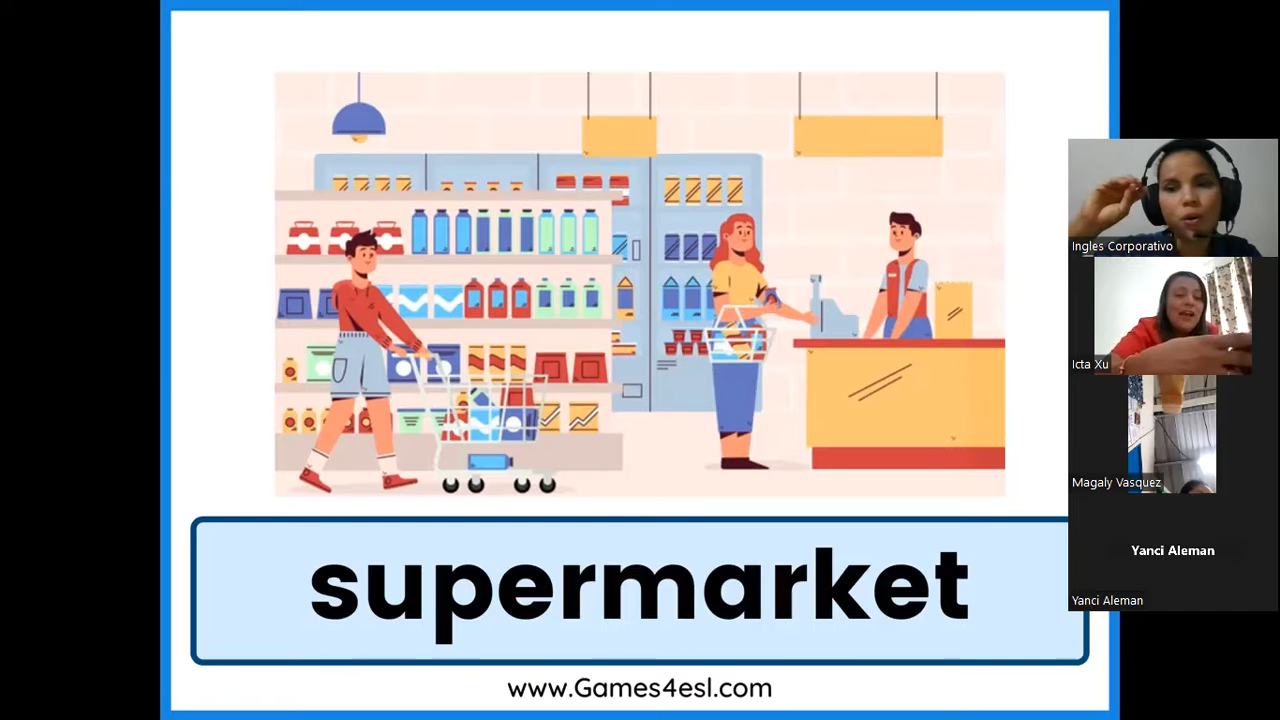 supermarket
www.Games4esl.com
Ingles Corporativo
Icta Xu
Magaly Vasquez
Yanci Aleman
Yanci Aleman